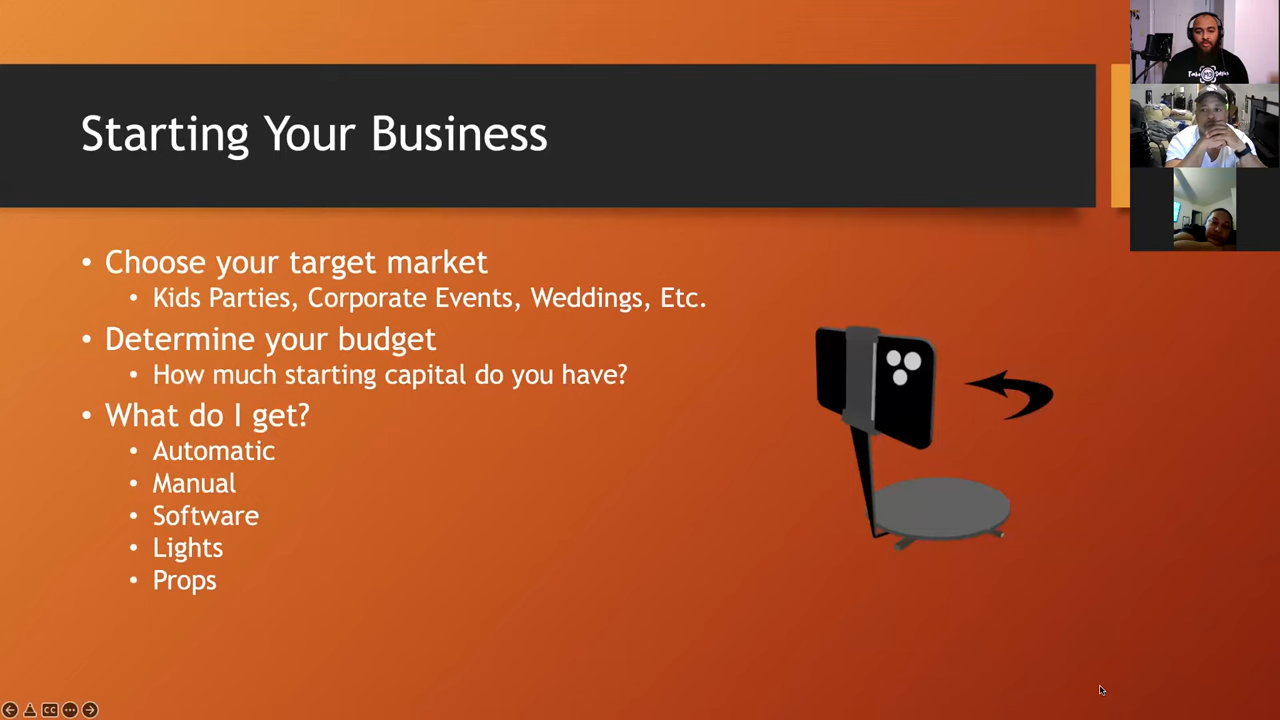 Starting Your Business
• Choose your target market
• Kids Parties, Corporate Events, Weddings, Etc.
• Determine your budget
• How much starting capital do you have?
• What do I get?
• Automatic
• Manual
• Software
• Lights
• Props
CC